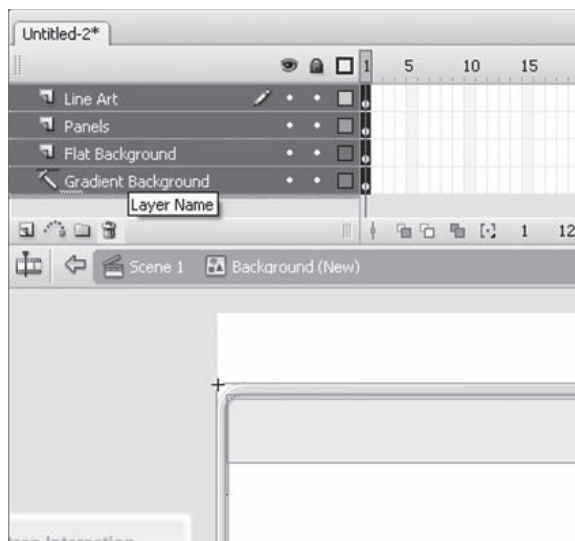 Untitled-2*
1 5 10 15
Line Art
Panels
Flat Background
Gradient Background
Layer Name
1 12
Scene 1 Background (New)
Interaction